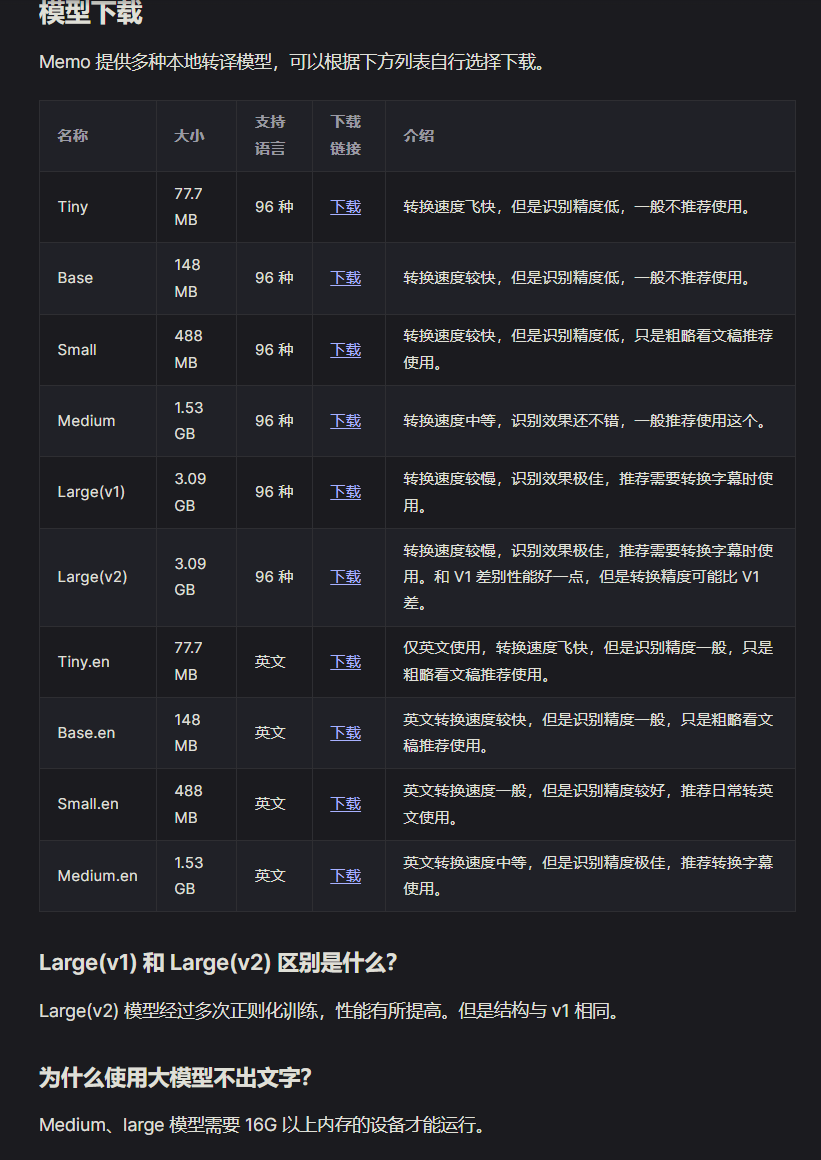 模型下载
Memo 提供多种本地转译模型，可以根据下方列表自行选择下载。
名称 大小 支持语言 下载链接 介绍
Tiny 77.7 MB 96 种 下载 转换速度飞快，但是识别精度低，一般不推荐使用。
Base 148 MB 96 种 下载 转换速度较快，但是识别精度低，一般不推荐使用。
Small 488 MB 96 种 下载 转换速度较快，但是识别精度低，只是粗略看文稿推荐使用。
Medium 1.53 GB 96 种 下载 转换速度中等，识别效果还不错，一般推荐使用这个。
Large(v1) 3.09 GB 96 种 下载 转换速度较慢，识别效果极佳，推荐需要转换字幕时使用。
Large(v2) 3.09 GB 96 种 下载 转换速度较慢，识别效果极佳，推荐需要转换字幕时使用。和 V1 差别性能好一点，但是转换精度可能比 V1 差。
Tiny.en 77.7 MB 英文 下载 仅英文使用，转换速度飞快，但是识别精度一般，只是粗略看文稿推荐使用。
Base.en 148 MB 英文 下载 英文转换速度较快，但是识别精度一般，只是粗略看文稿推荐使用。
Small.en 488 MB 英文 下载 英文转换速度一般，但是识别精度较好，推荐日常转英文使用。
Medium.en 1.53 GB 英文 下载 英文转换速度中等，但是识别精度极佳，推荐转换字幕使用。
Large(v1) 和 Large(v2) 区别是什么？
Large(v2) 模型经过多次正则化训练，性能有所提高。但是结构与 v1 相同。
为什么使用大模型不出文字？
Medium、large 模型需要 16G 以上内存的设备才能运行。